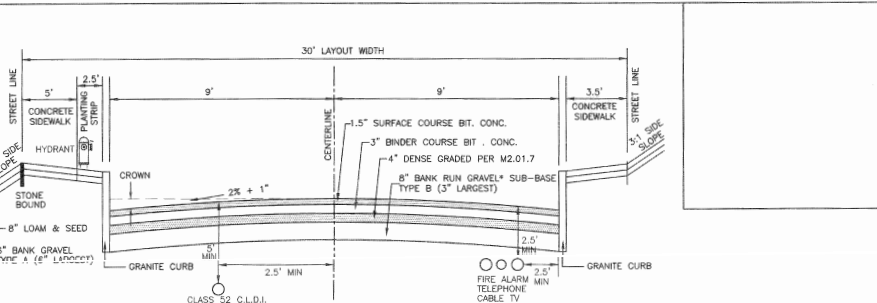 30' LAYOUT WIDTH
STREET LINE
5'
2.5'
9'
9'
3.5'
STREET LINE
CONCRETE
SIDEWALK
PLANTING
STRIP
CENTERLINE
CONCRETE
SIDEWALK
HYDRANT
1.5" SURFACE COURSE BIT. CONC.
3" BINDER COURSE BIT . CONC.
4" DENSE GRADED PER M2.01.7
8" BANK RUN GRAVEL* SUB-BASE
TYPE B (3" LARGEST)
SIDE
SLOPE
3:1 SIDE
SLOPE
CROWN
2% + 1"
STONE
BOUND
8" LOAM & SEED
BANK GRAVEL
TYPE A (6" LARGEST)
GRANITE CURB
5'
MIN
2.5' MIN
CLASS 52 C.L.D.I.
2.5'
MIN
2.5'
MIN
FIRE ALARM
TELEPHONE
CABLE TV
GRANITE CURB